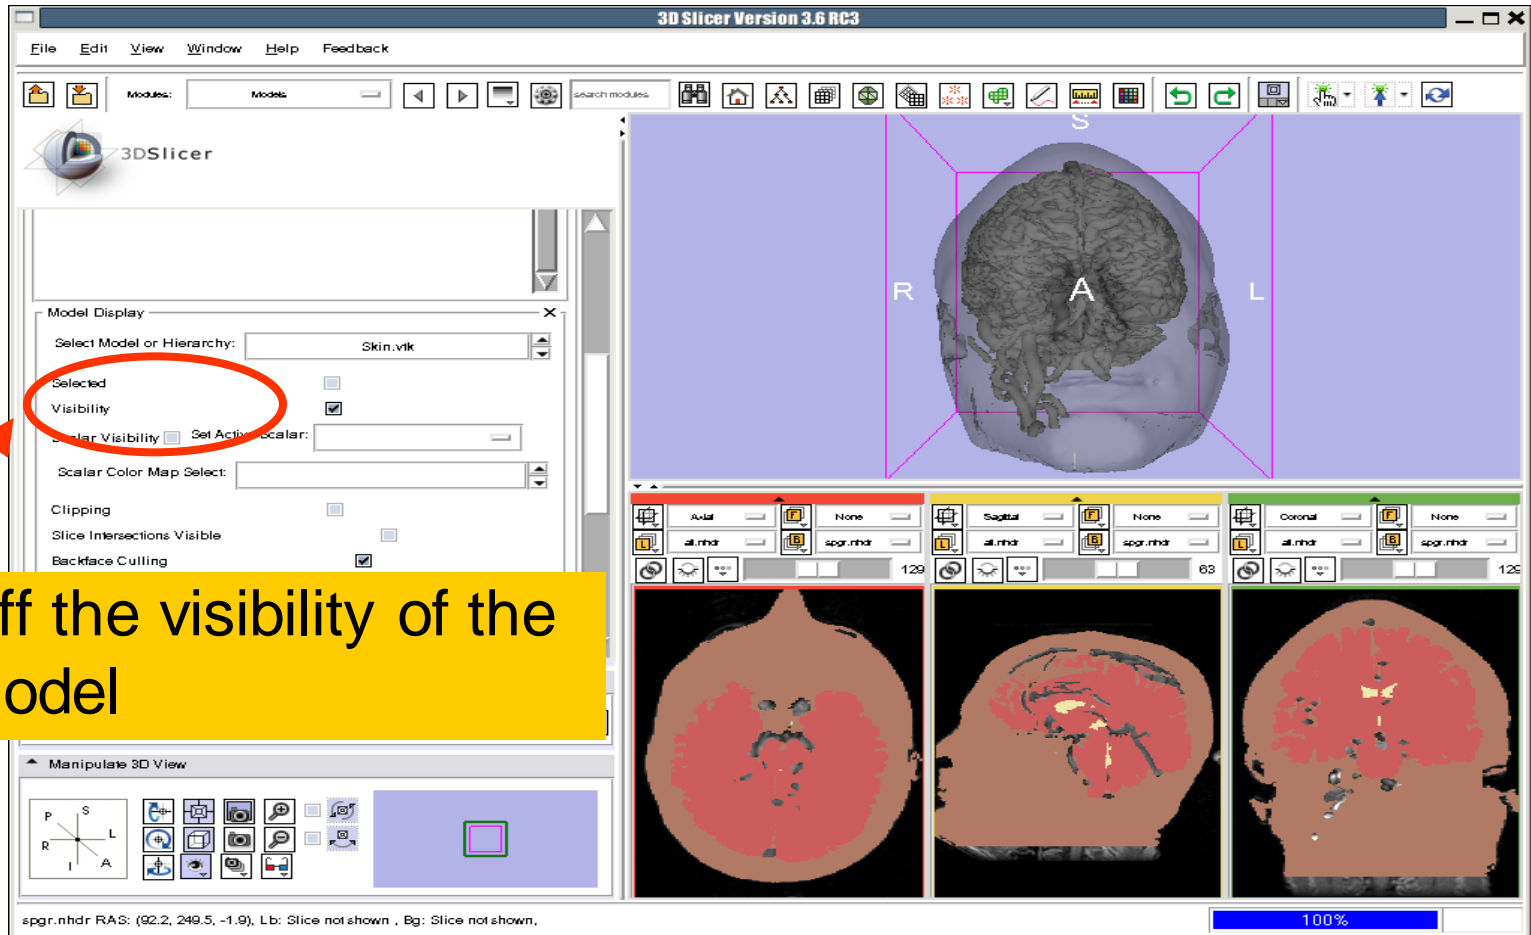 3D Slicer Version 3.6 RC3
File Edit View Window Help Feedback
Modules: Models search modules
3DSlicer
Model Display
Select Model or Hierarchy: Skin.vtk
Selected
Visibility
Scalar Visibility Set Active Scalar:
Scalar Color Map Select:
Clipping
Slice Intersections Visible
Backface Culling
ff the visibility of the
odel
Manipulate 3D View
P S
R L
I A
S
R A L
Axial F None
L all.nhdr B spgr.nhdr
129
Sagittal F None
L all.nhdr B spgr.nhdr
63
Coronal F None
L all.nhdr B spgr.nhdr
129
spgr.nhdr RAS: (92.2, 249.5, -1.9), Lb: Slice not shown , Bg: Slice not shown,
100%